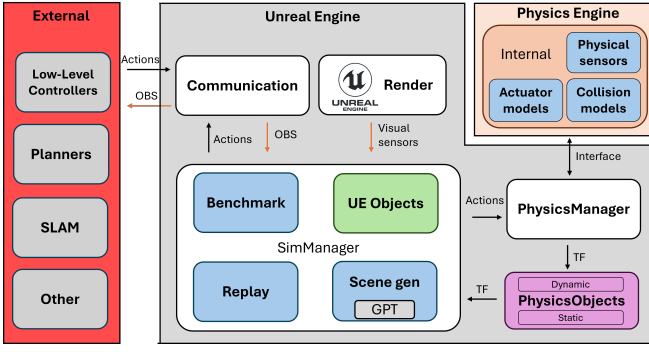 External
Low-Level
Controllers
Planners
SLAM
Other
Actions
OBS
Unreal Engine
Communication
UNREAL
ENGINE
Render
Actions
OBS
Visual
sensors
Benchmark
UE Objects
SimManager
Replay
Scene gen
GPT
Actions
TF
Physics Engine
Internal
Physical
sensors
Actuator
models
Collision
models
Interface
PhysicsManager
TF
Dynamic
PhysicsObjects
Static